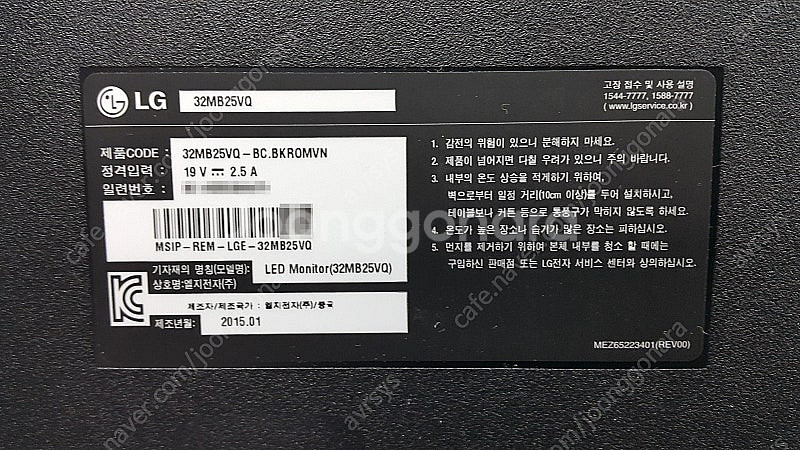 LG 32MB25VQ
고장 접수 및 사용 설명
1544-7777, 1588-7777
( www.lgservice.co.kr )
제품CODE : 32MB25VQ-BC.BKROMVN
정격입력 : 19 V ⎓ 2.5 A
일련번호 :
MSIP-REM-LGE-32MB25VQ
기자재의 명칭(모델명): LED Monitor(32MB25VQ)
상호명:엘지전자(주)
제조자/제조국가 : 엘지전자(주)/중국
제조년월: 2015.01
1. 감전의 위험이 있으니 분해하지 마세요.
2. 제품이 넘어지면 다칠 우려가 있으니 주의 바랍니다.
3. 내부의 온도 상승을 적게하기 위하여,
벽으로부터 일정 거리(10cm 이상)를 두어 설치하시고,
테이블보나 커튼 등으로 통풍구가 막히지 않도록 하세요.
4. 온도가 높은 장소나 습기가 많은 장소는 피하십시오.
5. 먼지를 제거하기 위하여 본체 내부를 청소 할 때에는
구입하신 판매점 또는 LG전자 서비스 센터와 상의하십시오.
MEZ65223401(REV00)
joonggonara
cafe.naver.com/joonggonara
avrsys